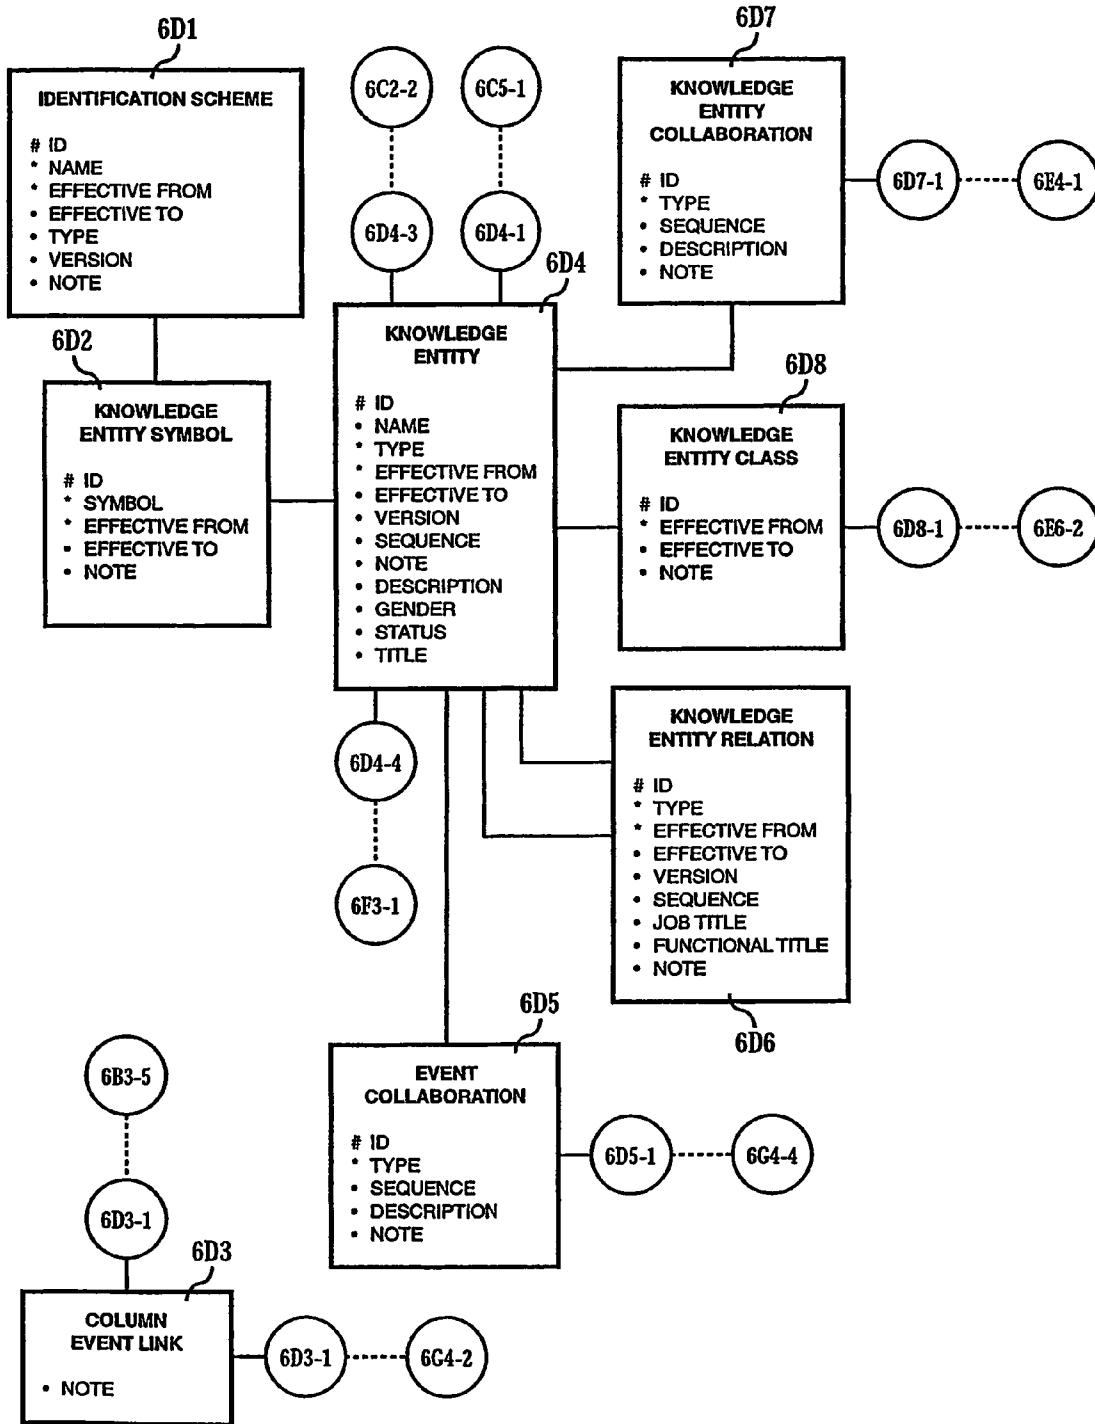 6D1
IDENTIFICATION SCHEME
# ID
* NAME
* EFFECTIVE FROM
• EFFECTIVE TO
• TYPE
• VERSION
• NOTE
6D2
KNOWLEDGE
ENTITY SYMBOL
# ID
* SYMBOL
* EFFECTIVE FROM
• EFFECTIVE TO
• NOTE
6C2-2
6C5-1
6D4-3
6D4-1
6D4
KNOWLEDGE
ENTITY
# ID
• NAME
* TYPE
* EFFECTIVE FROM
• EFFECTIVE TO
• VERSION
• SEQUENCE
• NOTE
• DESCRIPTION
• GENDER
• STATUS
• TITLE
6D7
KNOWLEDGE
ENTITY
COLLABORATION
# ID
* TYPE
• SEQUENCE
• DESCRIPTION
• NOTE
6D7-1
6E4-1
6D8
KNOWLEDGE
ENTITY CLASS
# ID
* EFFECTIVE FROM
• EFFECTIVE TO
• NOTE
6D8-1
6E6-2
KNOWLEDGE
ENTITY RELATION
# ID
* TYPE
* EFFECTIVE FROM
• EFFECTIVE TO
• VERSION
• SEQUENCE
• JOB TITLE
• FUNCTIONAL TITLE
• NOTE
6D6
6D4-4
6F3-1
6D5
EVENT
COLLABORATION
# ID
* TYPE
• SEQUENCE
• DESCRIPTION
• NOTE
6D5-1
6G4-4
6B3-5
6D3-1
6D3
COLUMN
EVENT LINK
• NOTE
6D3-1
6G4-2